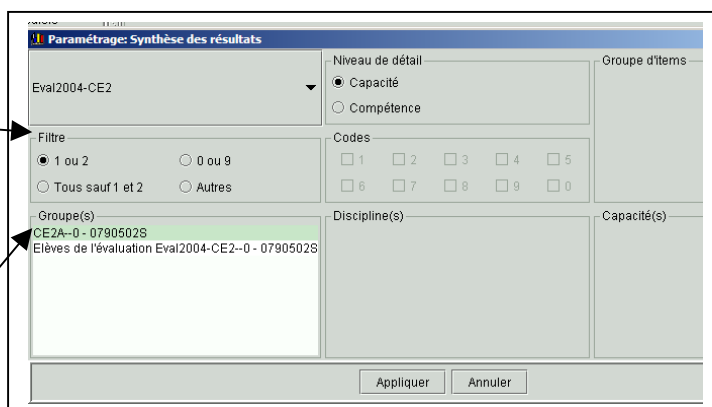 Paramétrage: Synthèse des résultats
Eval2004-CE2
Niveau de détail
Capacité
Compétence
Groupe d'items
Filtre
1 ou 2
0 ou 9
Tous sauf 1 et 2
Autres
Codes
1 2 3 4 5
6 7 8 9 0
Groupe(s)
CE2A--0 - 0790502S
Elèves de l'évaluation Eval2004-CE2--0 - 0790502S
Discipline(s)
Capacité(s)
Appliquer
Annuler